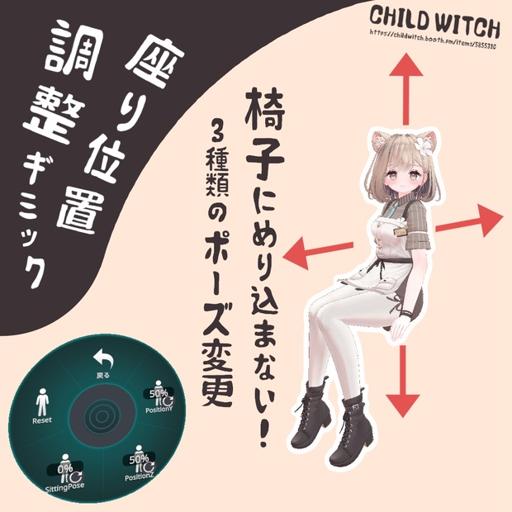 座り位置
調整ギミック
CHILD WITCH
https://childwitch.booth.pm/items/5855330
椅子にめり込まない!
3種類のポーズ変更
戻る
Reset
50%
PositionY
0%
SittingPose
50%
PositionZ